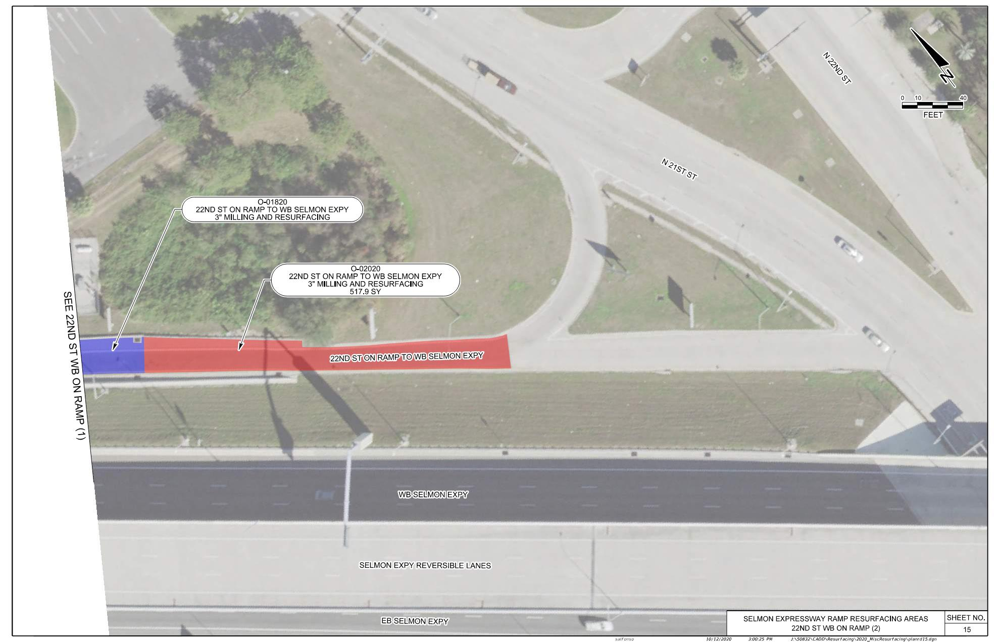 N 22ND ST
N
0 10 40
FEET
N 21ST ST
O-01820
22ND ST ON RAMP TO WB SELMON EXPY
3" MILLING AND RESURFACING
O-02020
22ND ST ON RAMP TO WB SELMON EXPY
3" MILLING AND RESURFACING
517.9 SY
SEE 22ND ST WB ON RAMP (1)
22ND ST ON RAMP TO WB SELMON EXPY
WB SELMON EXPY
SELMON EXPY REVERSIBLE LANES
EB SELMON EXPY
SELMON EXPRESSWAY RAMP RESURFACING AREAS
22ND ST WB ON RAMP (2)
SHEET NO.
15
salfonso 10/12/2020 3:00:25 PM J:\50832\CADD\Resurfacing\2020_MiscResurfacing\planrd15.dgn